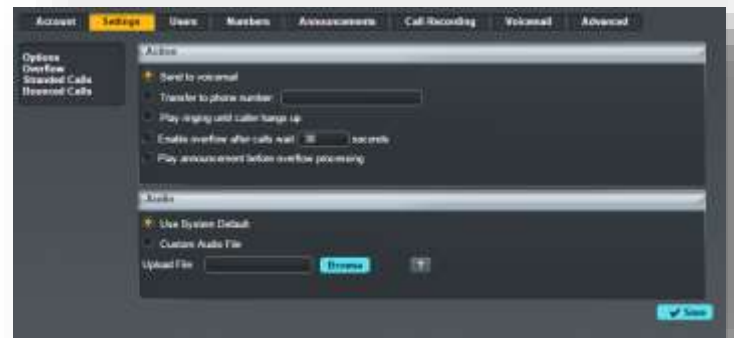 Account Settings Users Numbers Announcements Call Recording Voicemail Advanced
Options
Overflow
Stranded Calls
Bounced Calls
Action
Send to voicemail
Transfer to phone number
Play ringing until caller hangs up
Enable overflow after calls wait 30 seconds
Play announcement before overflow processing
Audio
Use System Default
Custom Audio File
Upload File Browse
Save